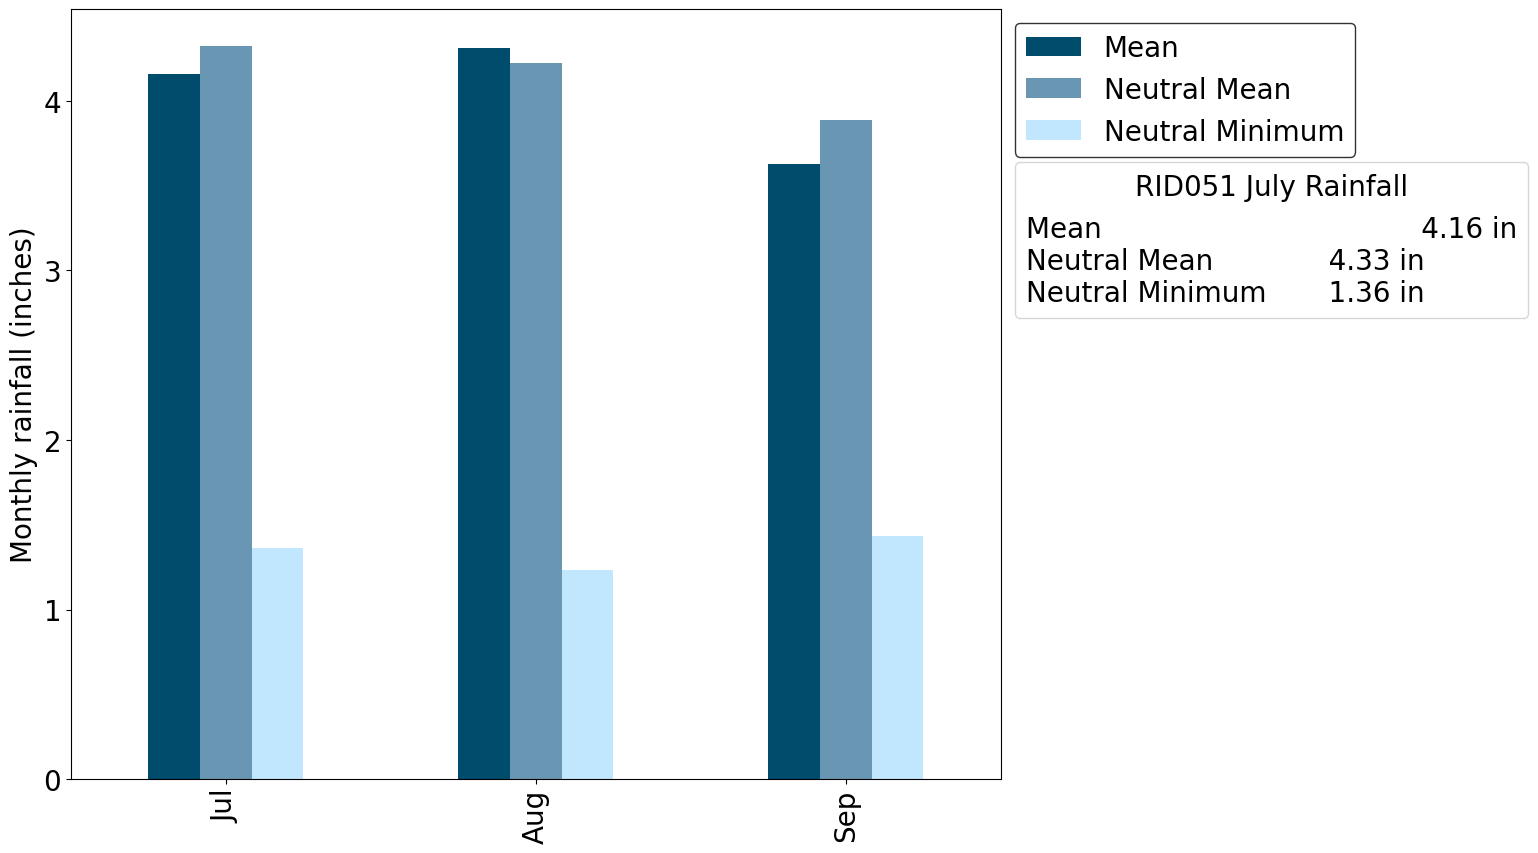 Mean
Neutral Mean
Neutral Minimum
RID051 July Rainfall
Mean 4.16 in
Neutral Mean 4.33 in
Neutral Minimum 1.36 in
Monthly rainfall (inches)
4
3
2
1
0
Jul
Aug
Sep